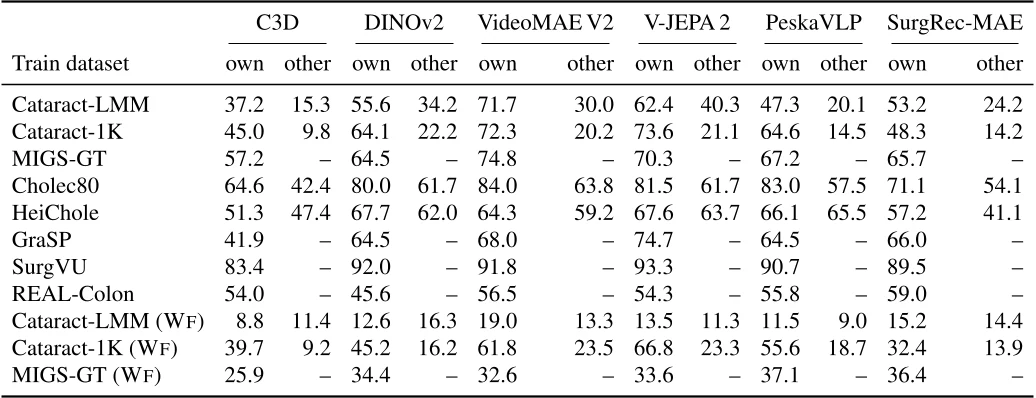 C3D DINOv2 VideoMAE V2 V-JEPA 2 PeskaVLP SurgRec-MAE
Train dataset own other own other own other own other own other own other
Cataract-LMM 37.2 15.3 55.6 34.2 71.7 30.0 62.4 40.3 47.3 20.1 53.2 24.2
Cataract-1K 45.0 9.8 64.1 22.2 72.3 20.2 73.6 21.1 64.6 14.5 48.3 14.2
MIGS-GT 57.2 – 64.5 – 74.8 – 70.3 – 67.2 – 65.7 –
Cholec80 64.6 42.4 80.0 61.7 84.0 63.8 81.5 61.7 83.0 57.5 71.1 54.1
HeiChole 51.3 47.4 67.7 62.0 64.3 59.2 67.6 63.7 66.1 65.5 57.2 41.1
GraSP 41.9 – 64.5 – 68.0 – 74.7 – 64.5 – 66.0 –
SurgVU 83.4 – 92.0 – 91.8 – 93.3 – 90.7 – 89.5 –
REAL-Colon 54.0 – 45.6 – 56.5 – 54.3 – 55.8 – 59.0 –
Cataract-LMM (WF) 8.8 11.4 12.6 16.3 19.0 13.3 13.5 11.3 11.5 9.0 15.2 14.4
Cataract-1K (WF) 39.7 9.2 45.2 16.2 61.8 23.5 66.8 23.3 55.6 18.7 32.4 13.9
MIGS-GT (WF) 25.9 – 34.4 – 32.6 – 33.6 – 37.1 – 36.4 –